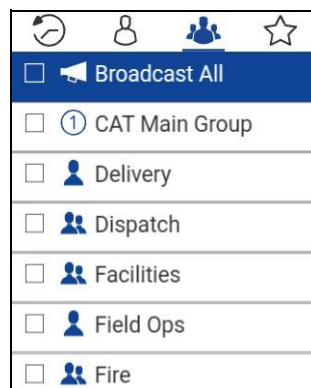 Broadcast All
1 CAT Main Group
Delivery
Dispatch
Facilities
Field Ops
Fire